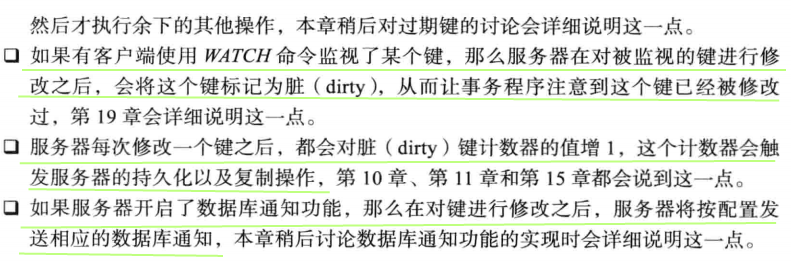 然后才执行余下的其他操作，本章稍后对过期键的讨论会详细说明这一点。
❑ 如果有客户端使用 WATCH 命令监视了某个键，那么服务器在对被监视的键进行修
改之后，会将这个键标记为脏（dirty），从而让事务程序注意到这个键已经被修改
过，第 19 章会详细说明这一点。
❑ 服务器每次修改一个键之后，都会对脏（dirty）键计数器的值增 1，这个计数器会触
发服务器的持久化以及复制操作，第 10 章、第 11 章和第 15 章都会说到这一点。
❑ 如果服务器开启了数据库通知功能，那么在对键进行修改之后，服务器将按配置发
送相应的数据库通知，本章稍后讨论数据库通知功能的实现时会详细说明这一点。